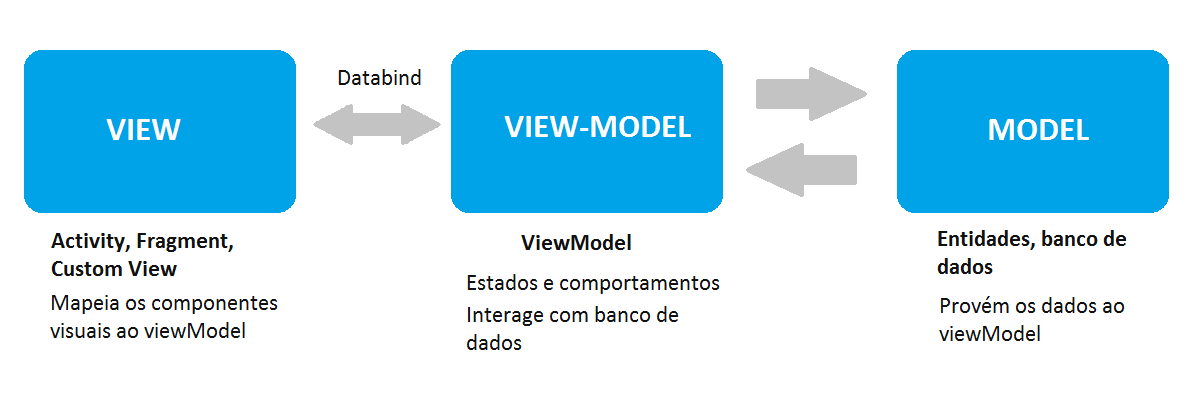 VIEW
Databind
VIEW-MODEL
MODEL
Activity, Fragment,
Custom View
Mapeia os componentes
visuais ao viewModel
ViewModel
Estados e comportamentos
Interage com banco de
dados
Entidades, banco de
dados
Provém os dados ao
viewModel